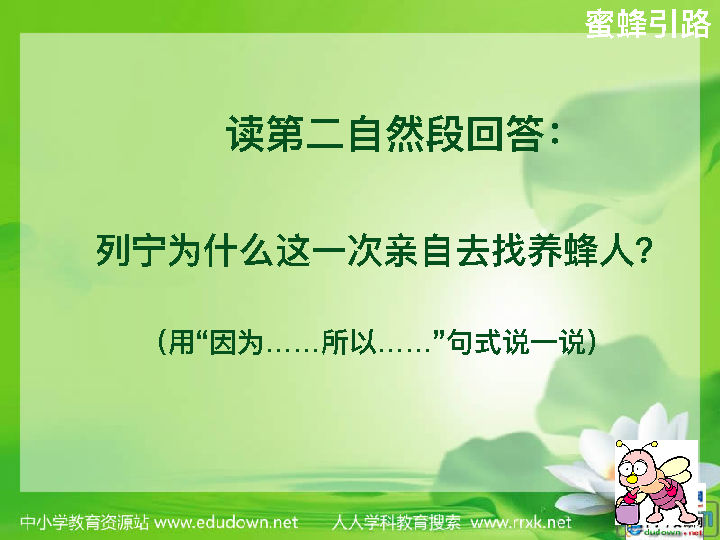 蜜蜂引路
读第二自然段回答：
列宁为什么这一次亲自去找养蜂人？
（用“因为……所以……”句式说一说）
中小学教育资源站 www.edudown.net 人人学科教育搜索 www.rrxk.net
edudown.net